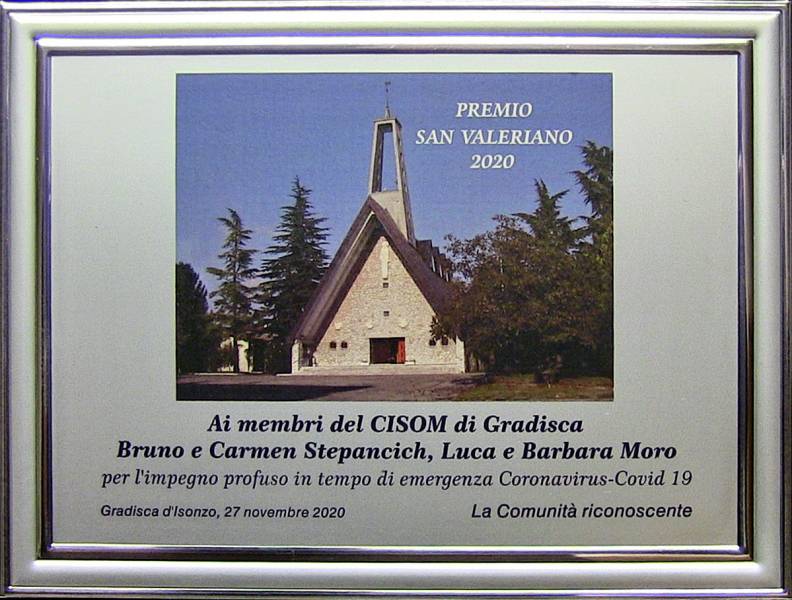 PREMIO
SAN VALERIANO
2020
Ai membri del CISOM di Gradisca
Bruno e Carmen Stepancich, Luca e Barbara Moro
per l'impegno profuso in tempo di emergenza Coronavirus-Covid 19
Gradisca d'Isonzo, 27 novembre 2020
La Comunità riconoscente